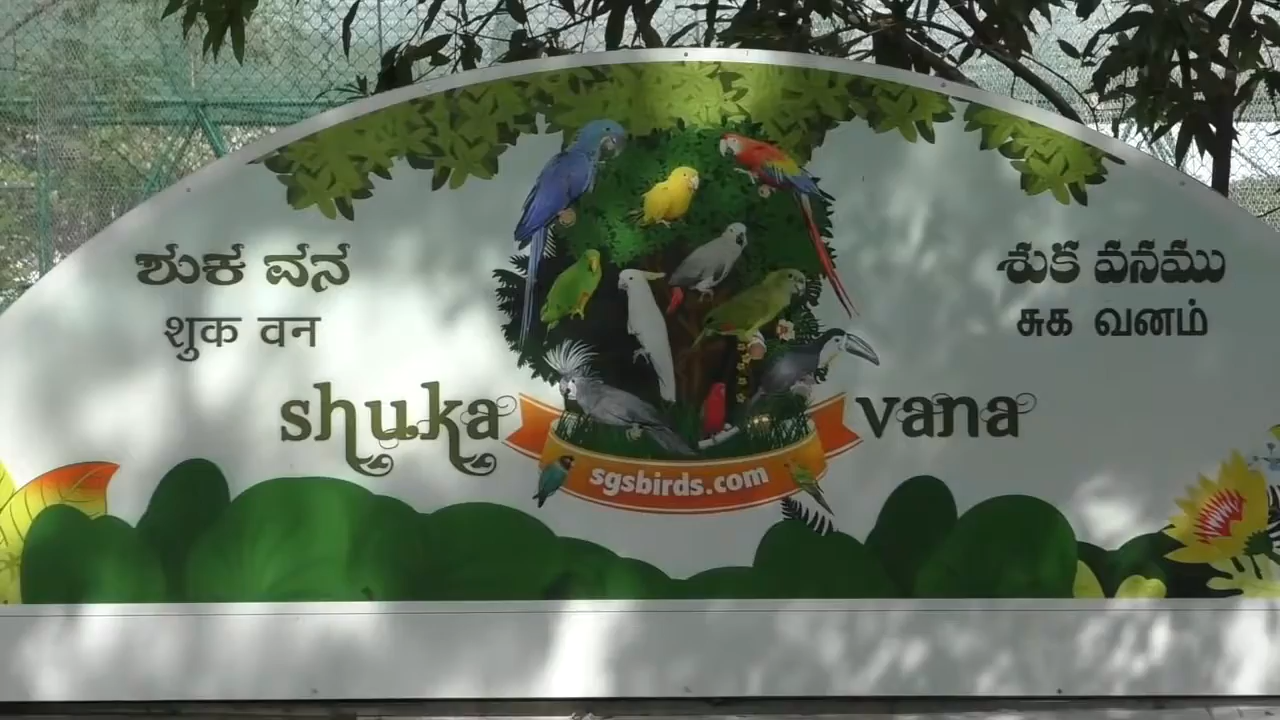 ಶುಕ ವನ
शुक वन
శుక వనము
சுக வனம்
shuka vana
sgsbirds.com